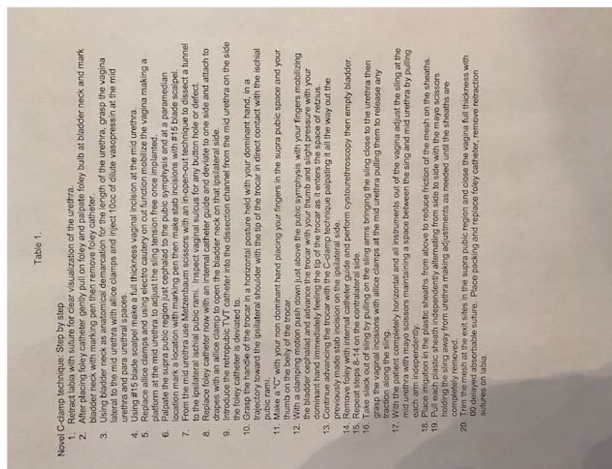 Table 1.
Novel C-clamp technique: Step by step
1. Retract labia with suture for clear visualization of the urethra.
2. After placing foley catheter gently pull on foley and palpate foley bulb at bladder neck and mark
bladder neck with marking pen then remove foley catheter.
3. Using bladder neck as anatomical demarcation for the length of the urethra, grasp the vagina
lateral to the mid urethra with allice clamps and inject 10cc of dilute vasopressin at the mid
urethra and para urethral spaces.
4. Using #15 blade scalpel make a full thickness vaginal incision at the mid urethra.
5. Replace allice clamps and using electro cautery on cut function mobilize the vagina making a
platform at the mid urethra to adjust the sling tension free once implanted.
6. Palpate the supra pubic region just cephalad to the pubic symphysis and at a paramedian
location mark a location with marking pen then make stab incisions with #15 blade scalpel.
7. From the mid urethral site use Metzenbaum scissors with an in-open-out technique to dissect a tunnel
to the ipsilateral ischial pubic rami. Inspect vaginal sulcus for any button hole or defect.
8. Replace foley catheter now with an internal catheter guide and deviate to one side and attach to
drapes with an allice clamp to open the bladder neck on that ipsilateral side.
9. Introduce the retropubic TVT catheter into the dissection channel from the mid urethra on the side
the foley catheter is deviated to.
10. Grasp the handle of the trocar in a horizontal posture held with your dominant hand, in a
trajectory toward the ipsilateral shoulder with the tip of the trocar in direct contact with the ischial
pubic rami.
11. Make a "C" with your non dominant hand placing your fingers in the supra pubic space and your
thumb on the belly of the trocar.
12. With a clamping motion push down just above the pubic symphysis with your fingers mobilizing
the bladder cephalad and advance the trocar with your thumb and slight pressure with your
dominant hand immediately feeling the tip of the trocar as it enters the space of retzius.
13. Continue advancing the trocar with the C-clamp technique palpating it all the way out the
previously made stab incision on the ipsilateral side.
14. Remove foley with internal catheter guide and perform cystourethroscopy then empty bladder.
15. Repeat steps 8-14 on the contralateral side.
16. Take slack out of sling by pulling on the sling arms bringing the sling close to the urethra then
grasp the vaginal incisions with allice clamps at the mid urethra pulling them to release any
traction along the sling.
17. With the patient completely horizontal and all instruments out of the vagina adjust the sling at the
mid urethra with mayo scissors maintaining a space between the sling and mid urethra by pulling
each arm independently.
18. Place irrigation in the plastic sheaths from above to reduce friction of the mesh on the sheaths.
19. Pull each plastic sheath independently alternating from side to side with the mayo scissors
holding the sling away from urethra making adjustments as needed until the sheaths are
completely removed.
20. Trim the mesh at the exit sites in the supra pubic region and close the vagina full thickness with
00 delayed absorbable suture. Place packing and replace foley catheter, remove retraction
sutures on labia.